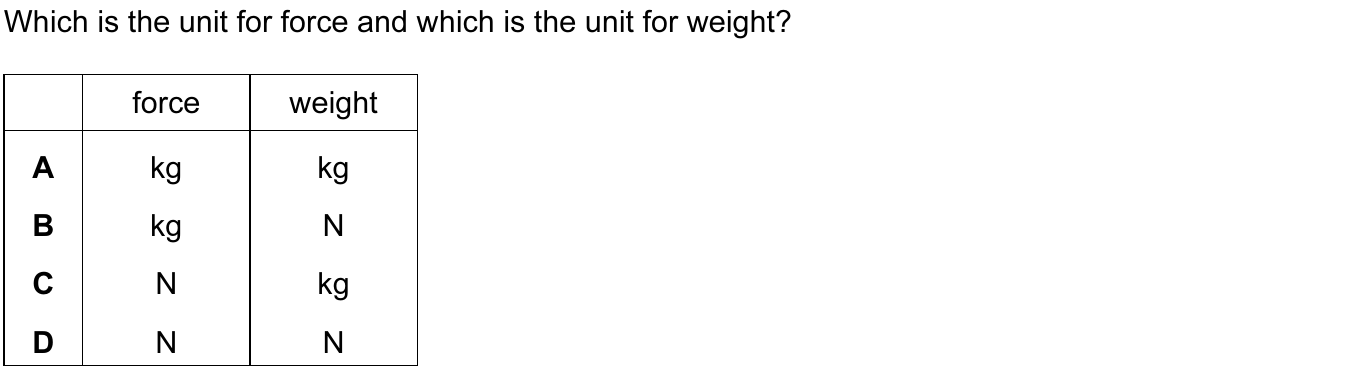 Which is the unit for force and which is the unit for weight?
force weight
A kg kg
B kg N
C N kg
D N N